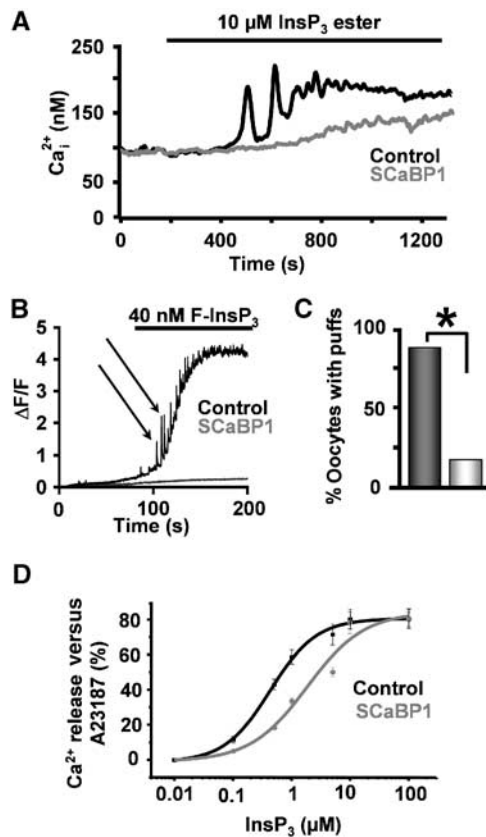 A
10 µM InsP3 ester
250
150
50
0
Ca2+i (nM)
Control
SCaBP1
0 400 800 1200
Time (s)
B
40 nM F-InsP3
5
4
3
2
1
0
ΔF/F
Control
SCaBP1
0 100 200
Time (s)
C
*
100
50
0
% Oocytes with puffs
D
80
60
40
20
0
Ca2+ release versus
A23187 (%)
Control
SCaBP1
0.01 0.1 1 10 100
InsP3 (µM)